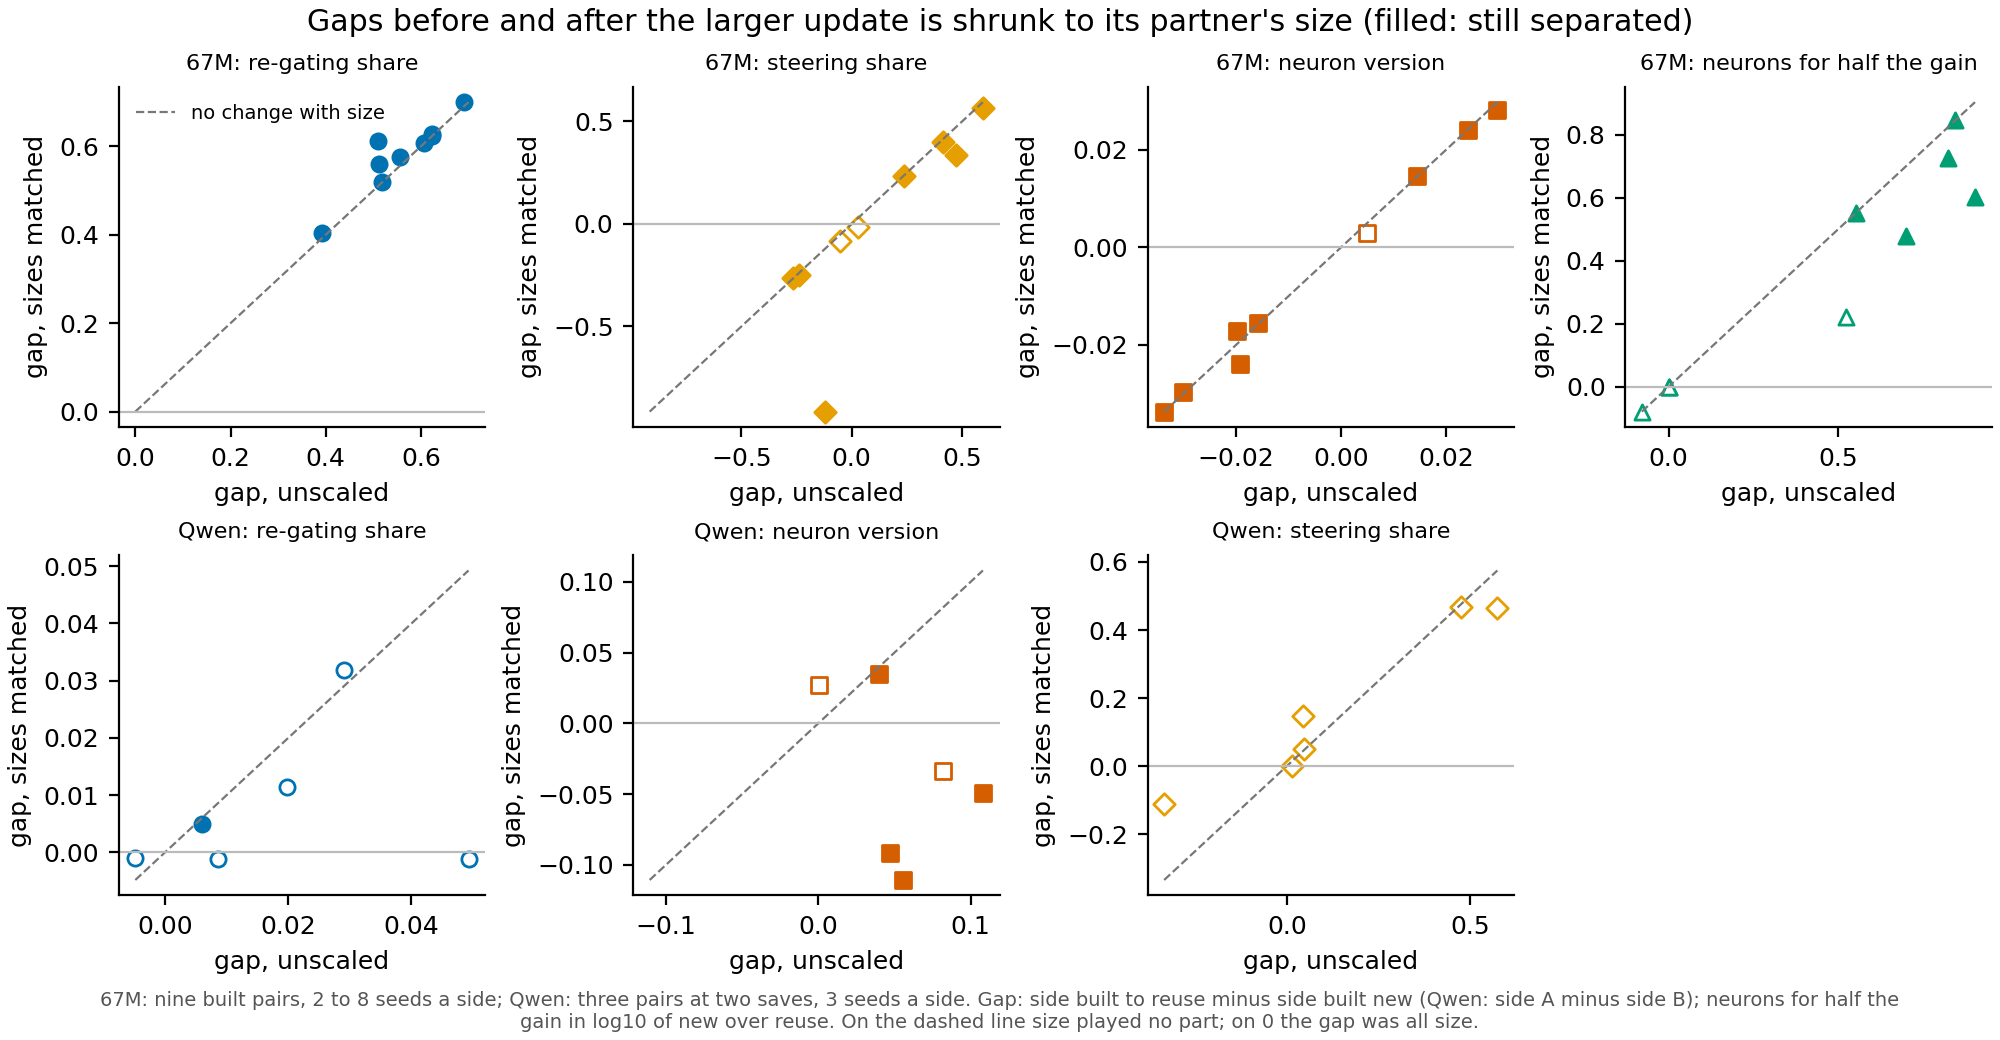 Gaps before and after the larger update is shrunk to its partner's size (filled: still separated)
67M: re-gating share
67M: steering share
67M: neuron version
67M: neurons for half the gain
no change with size
gap, sizes matched
0.6
0.4
0.2
0.0
0.0 0.2 0.4 0.6
gap, unscaled
gap, sizes matched
0.5
0.0
−0.5
−0.5 0.0 0.5
gap, unscaled
gap, sizes matched
0.02
0.00
−0.02
−0.02 0.00 0.02
gap, unscaled
gap, sizes matched
0.8
0.6
0.4
0.2
0.0
0.0 0.5
gap, unscaled
Qwen: re-gating share
Qwen: neuron version
Qwen: steering share
gap, sizes matched
0.05
0.04
0.03
0.02
0.01
0.00
0.00 0.02 0.04
gap, unscaled
gap, sizes matched
0.10
0.05
0.00
−0.05
−0.10
−0.1 0.0 0.1
gap, unscaled
gap, sizes matched
0.6
0.4
0.2
0.0
−0.2
0.0 0.5
gap, unscaled
67M: nine built pairs, 2 to 8 seeds a side; Qwen: three pairs at two saves, 3 seeds a side. Gap: side built to reuse minus side built new (Qwen: side A minus side B); neurons for half the
gain in log10 of new over reuse. On the dashed line size played no part; on 0 the gap was all size.